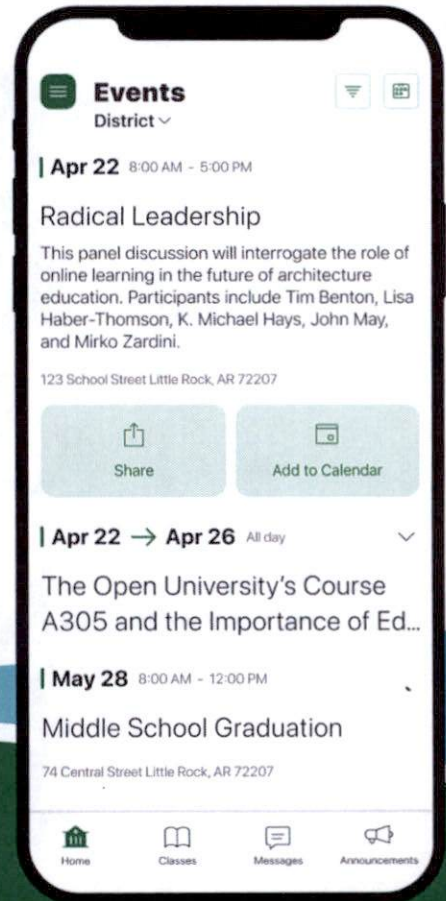 Events
District
Apr 22 8:00 AM - 5:00 PM
Radical Leadership
This panel discussion will interrogate the role of
online learning in the future of architecture
education. Participants include Tim Benton, Lisa
Haber-Thomson, K. Michael Hays, John May,
and Mirko Zardini.
123 School Street Little Rock, AR 72207
Share Add to Calendar
Apr 22 → Apr 26 All day
The Open University's Course
A305 and the Importance of Ed...
May 28 8:00 AM - 12:00 PM
Middle School Graduation
74 Central Street Little Rock, AR 72207
Home Classes Messages Announcements